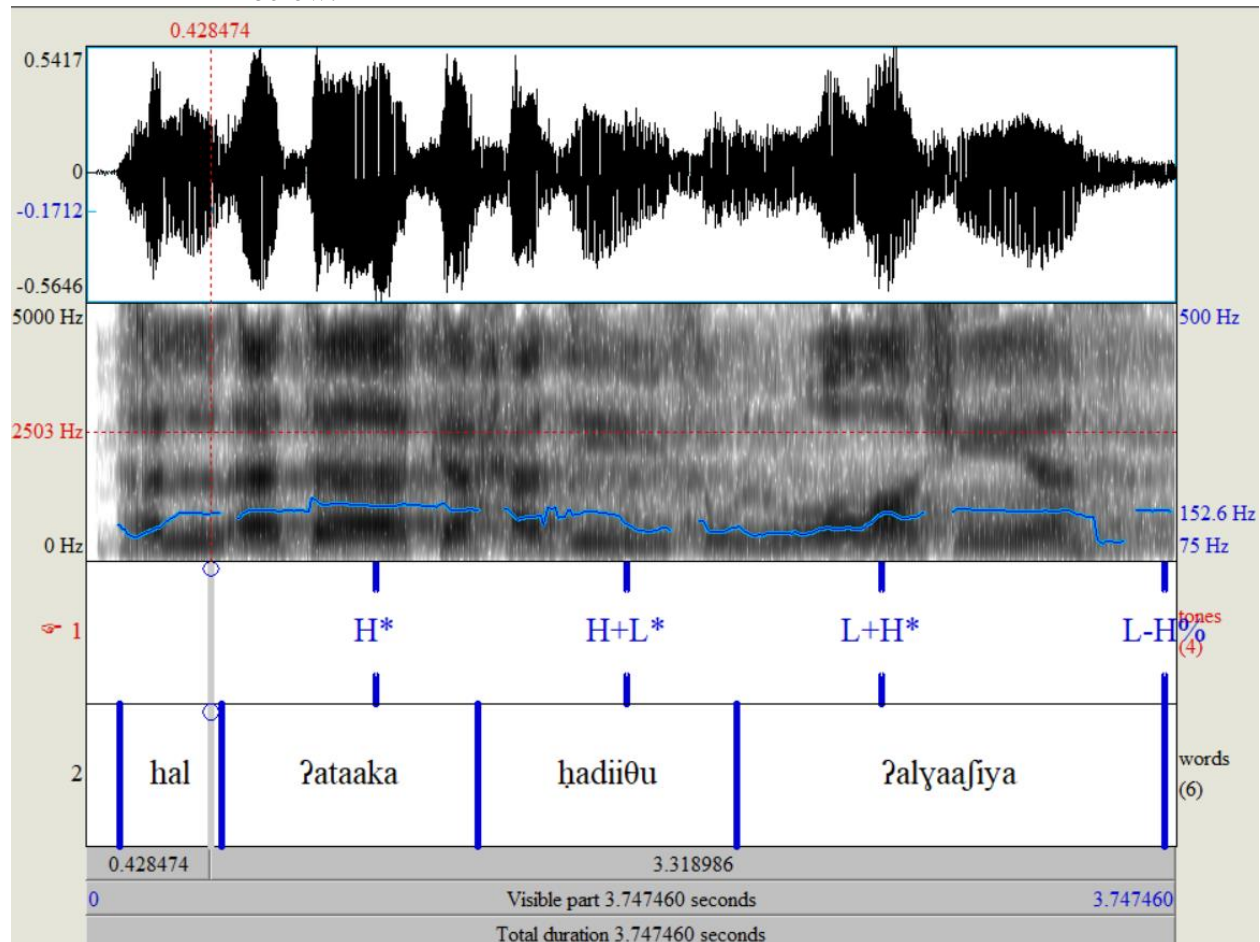 0.428474
0.5417
0
-0.1712
-0.5646
5000 Hz 500 Hz
2503 Hz
152.6 Hz
0 Hz 75 Hz
1 H* H+L* L+H* L-H% tones (4)
2 hal ʔataaka ḥadiiθu ʔalɣaaʃiya words (6)
0.428474 3.318986
0 Visible part 3.747460 seconds 3.747460
Total duration 3.747460 seconds